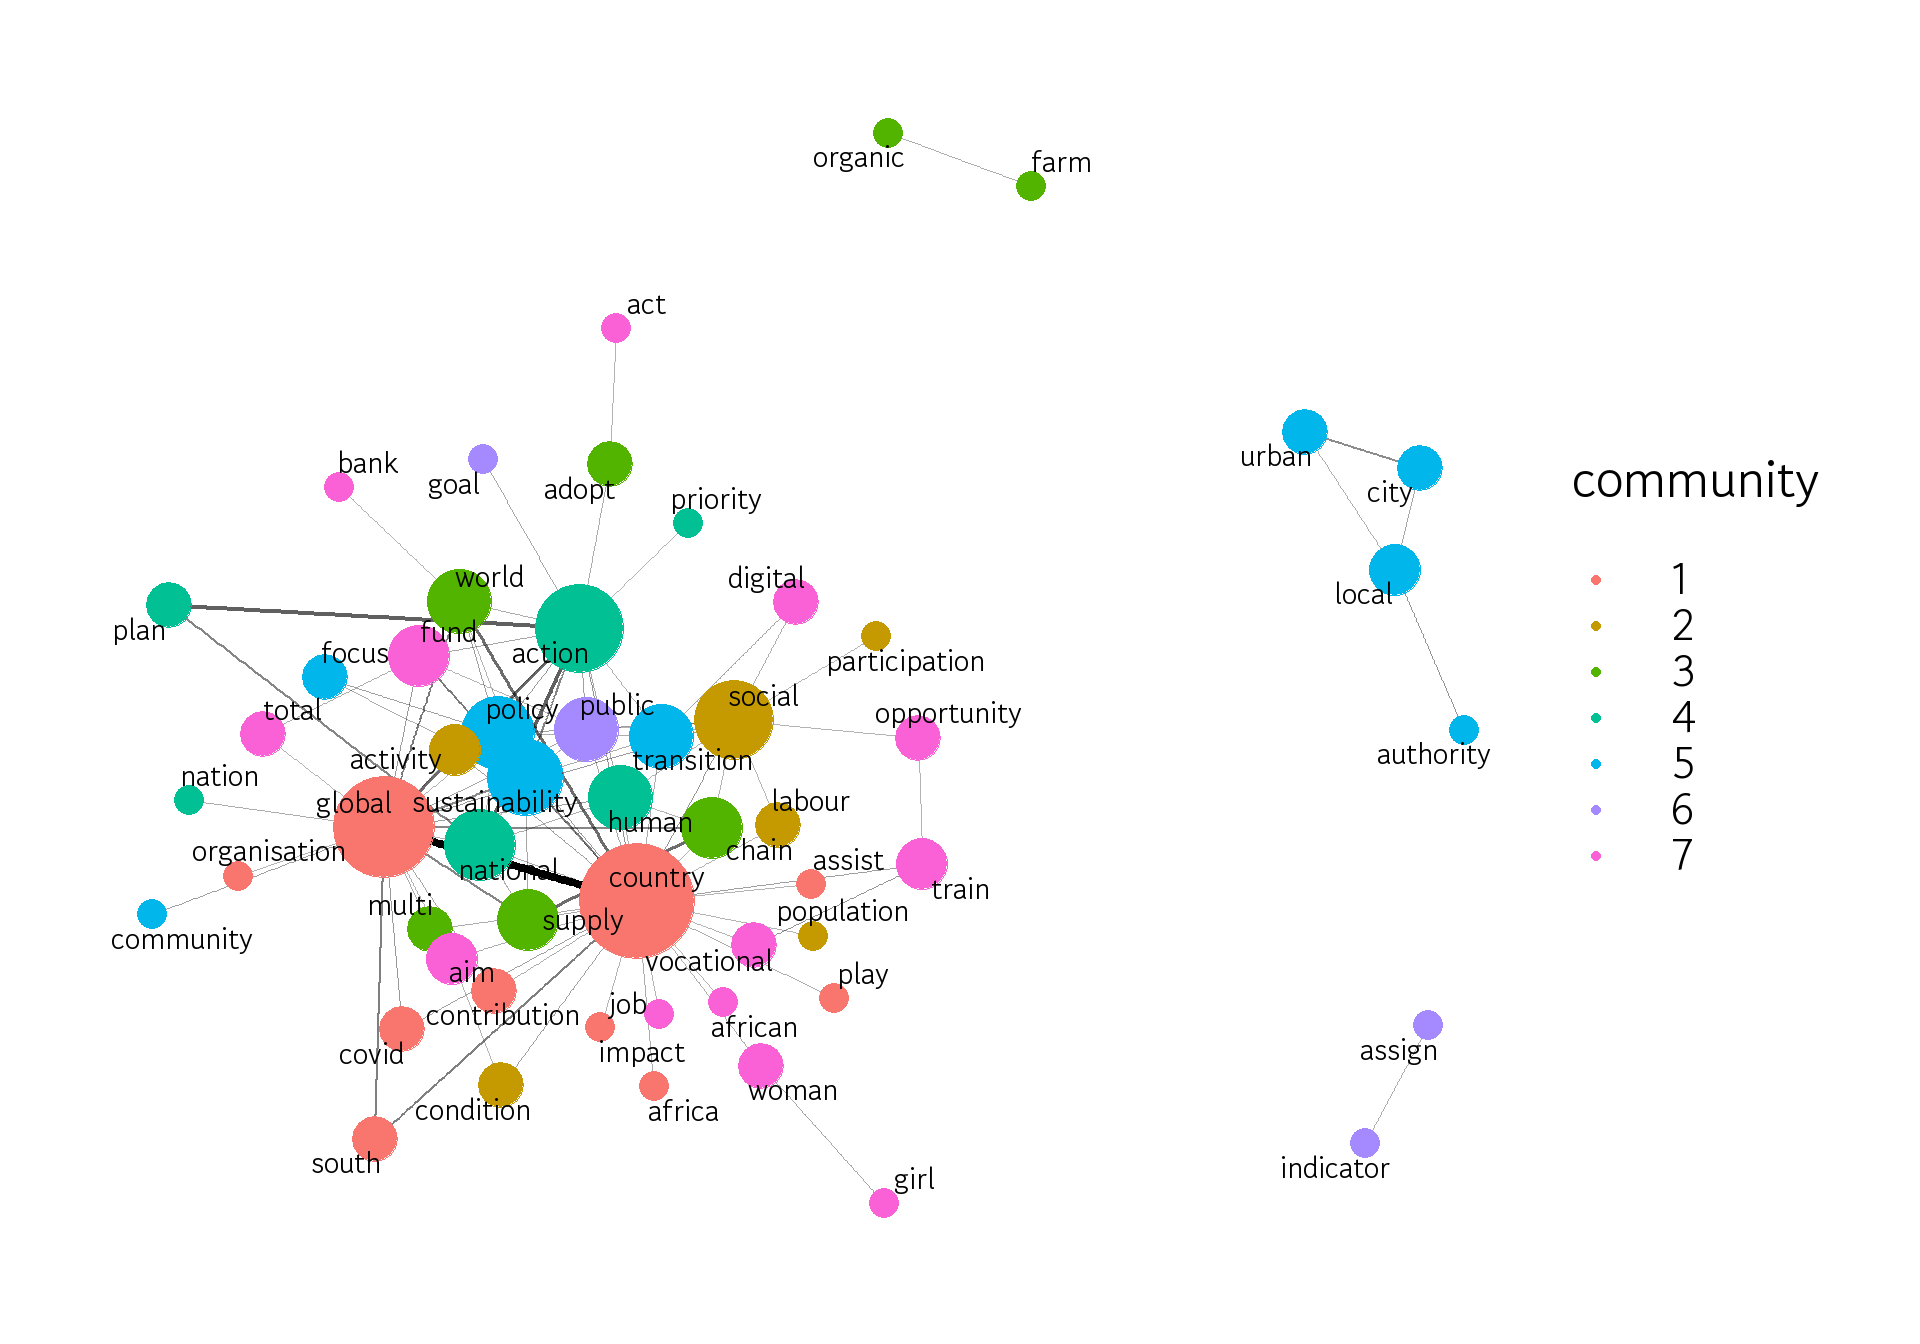 organic
farm
act
bank
goal
adopt
priority
urban
city
community
world
digital
1
local
plan
fund
2
focus
action
participation
3
total
policy
public
social
opportunity
4
activity
transition
authority
5
nation
global
sustainability
labour
6
human
organisation
chain
assist
7
national
country
train
multi
supply
population
community
aim
vocational
play
contribution
job
african
covid
impact
condition
africa
woman
assign
south
girl
indicator